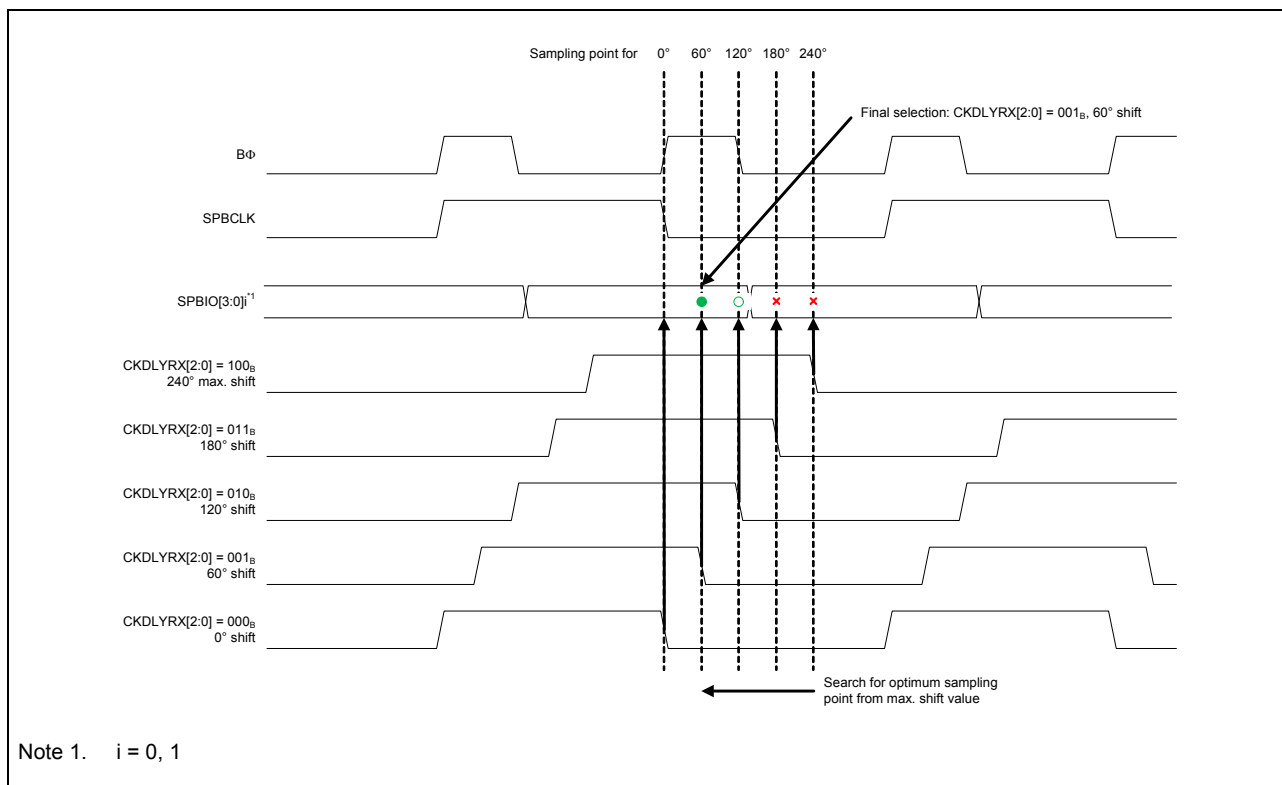 Sampling point for 0° 60° 120° 180° 240°
Final selection: CKDLYRX[2:0] = 001B, 60° shift
BΦ
SPBCLK
SPBIO[3:0]i*1
CKDLYRX[2:0] = 100B
240° max. shift
CKDLYRX[2:0] = 011B
180° shift
CKDLYRX[2:0] = 010B
120° shift
CKDLYRX[2:0] = 001B
60° shift
CKDLYRX[2:0] = 000B
0° shift
Search for optimum sampling
point from max. shift value
Note 1. i = 0, 1